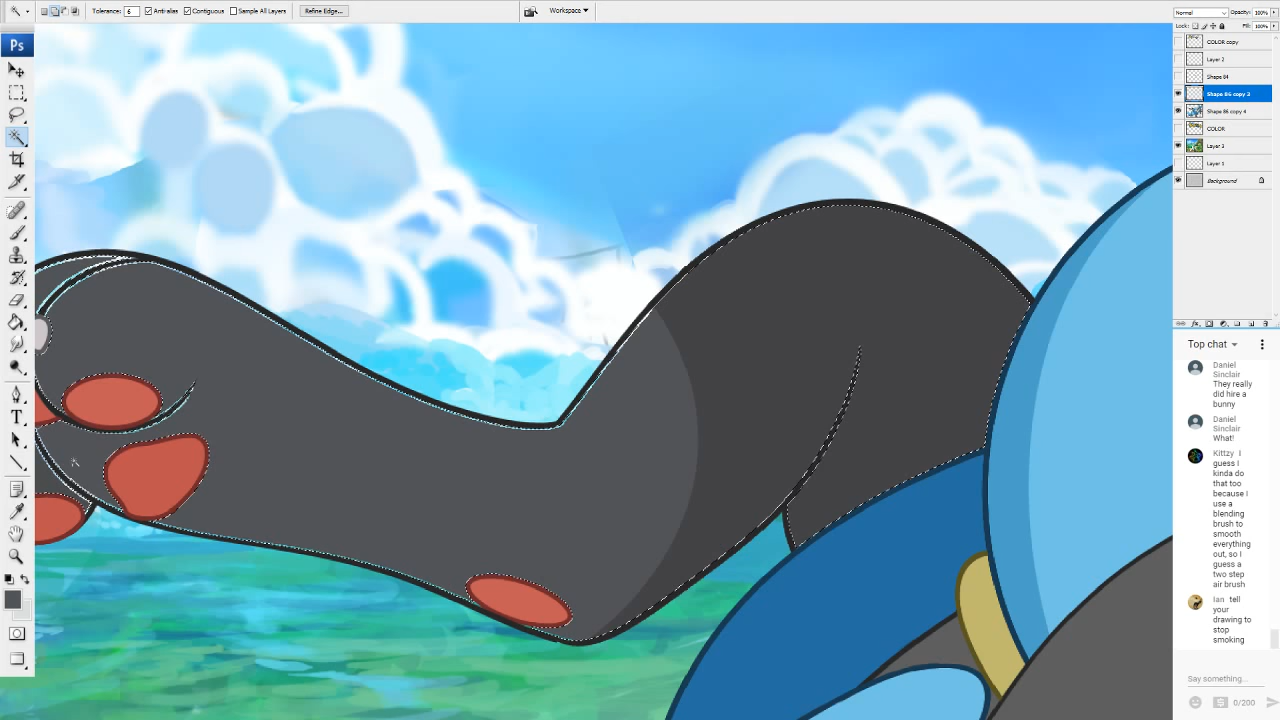 Tolerance: 6 Anti-alias Contiguous Sample All Layers Refine Edge... Workspace
Ps
T
Normal Opacity: 100%
Lock: Fill: 100%
COLOR copy
Layer 2
Shape 84
Shape 86 copy 3
Shape 86 copy 4
COLOR
Layer 3
Layer 1
Background
fx
Top chat
Daniel
Sinclair
They really
did hire a
bunny
Daniel
Sinclair
What!
Kittzy I
guess I
kinda do
that too
because I
use a
blending
brush to
smooth
everything
out, so I
guess a
two step
air brush
Ian tell
your
drawing to
stop
smoking
Say something...
0/200